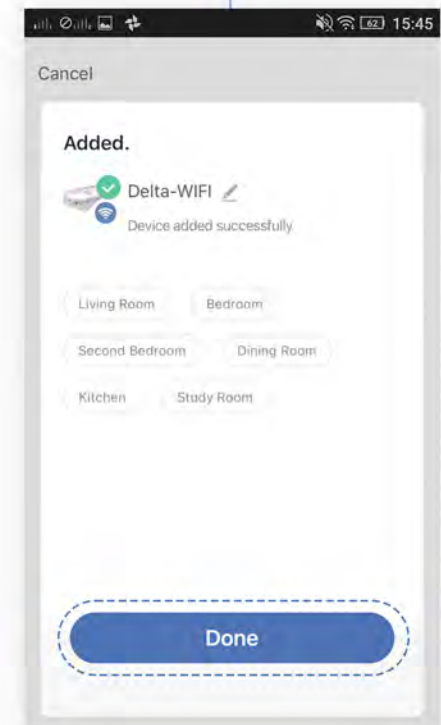 62 15:45
Cancel
Added.
Delta-WIFI
Device added successfully
Living Room Bedroom
Second Bedroom Dining Room
Kitchen Study Room
Done